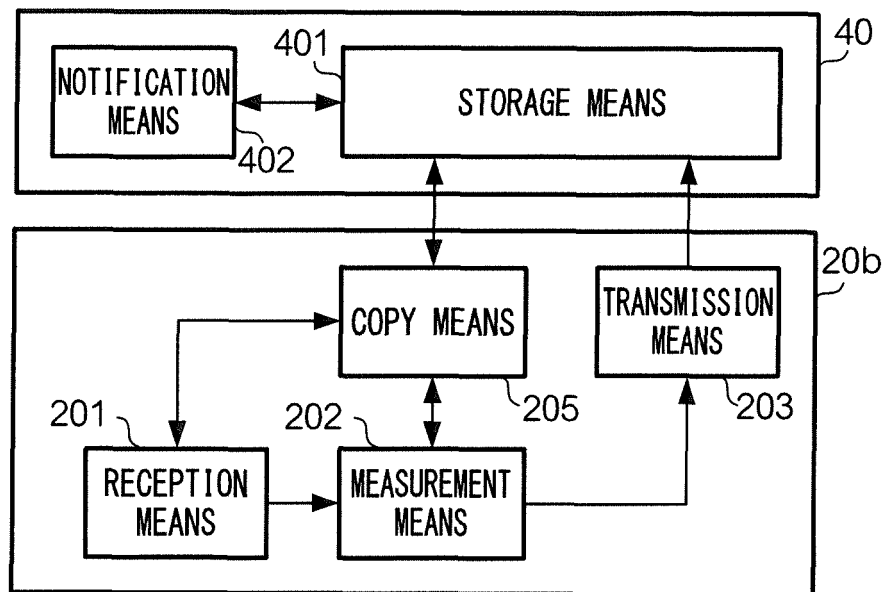 401
40
NOTIFICATION
MEANS
STORAGE MEANS
402
20b
COPY MEANS
TRANSMISSION
MEANS
205
203
201
202
RECEPTION
MEANS
MEASUREMENT
MEANS